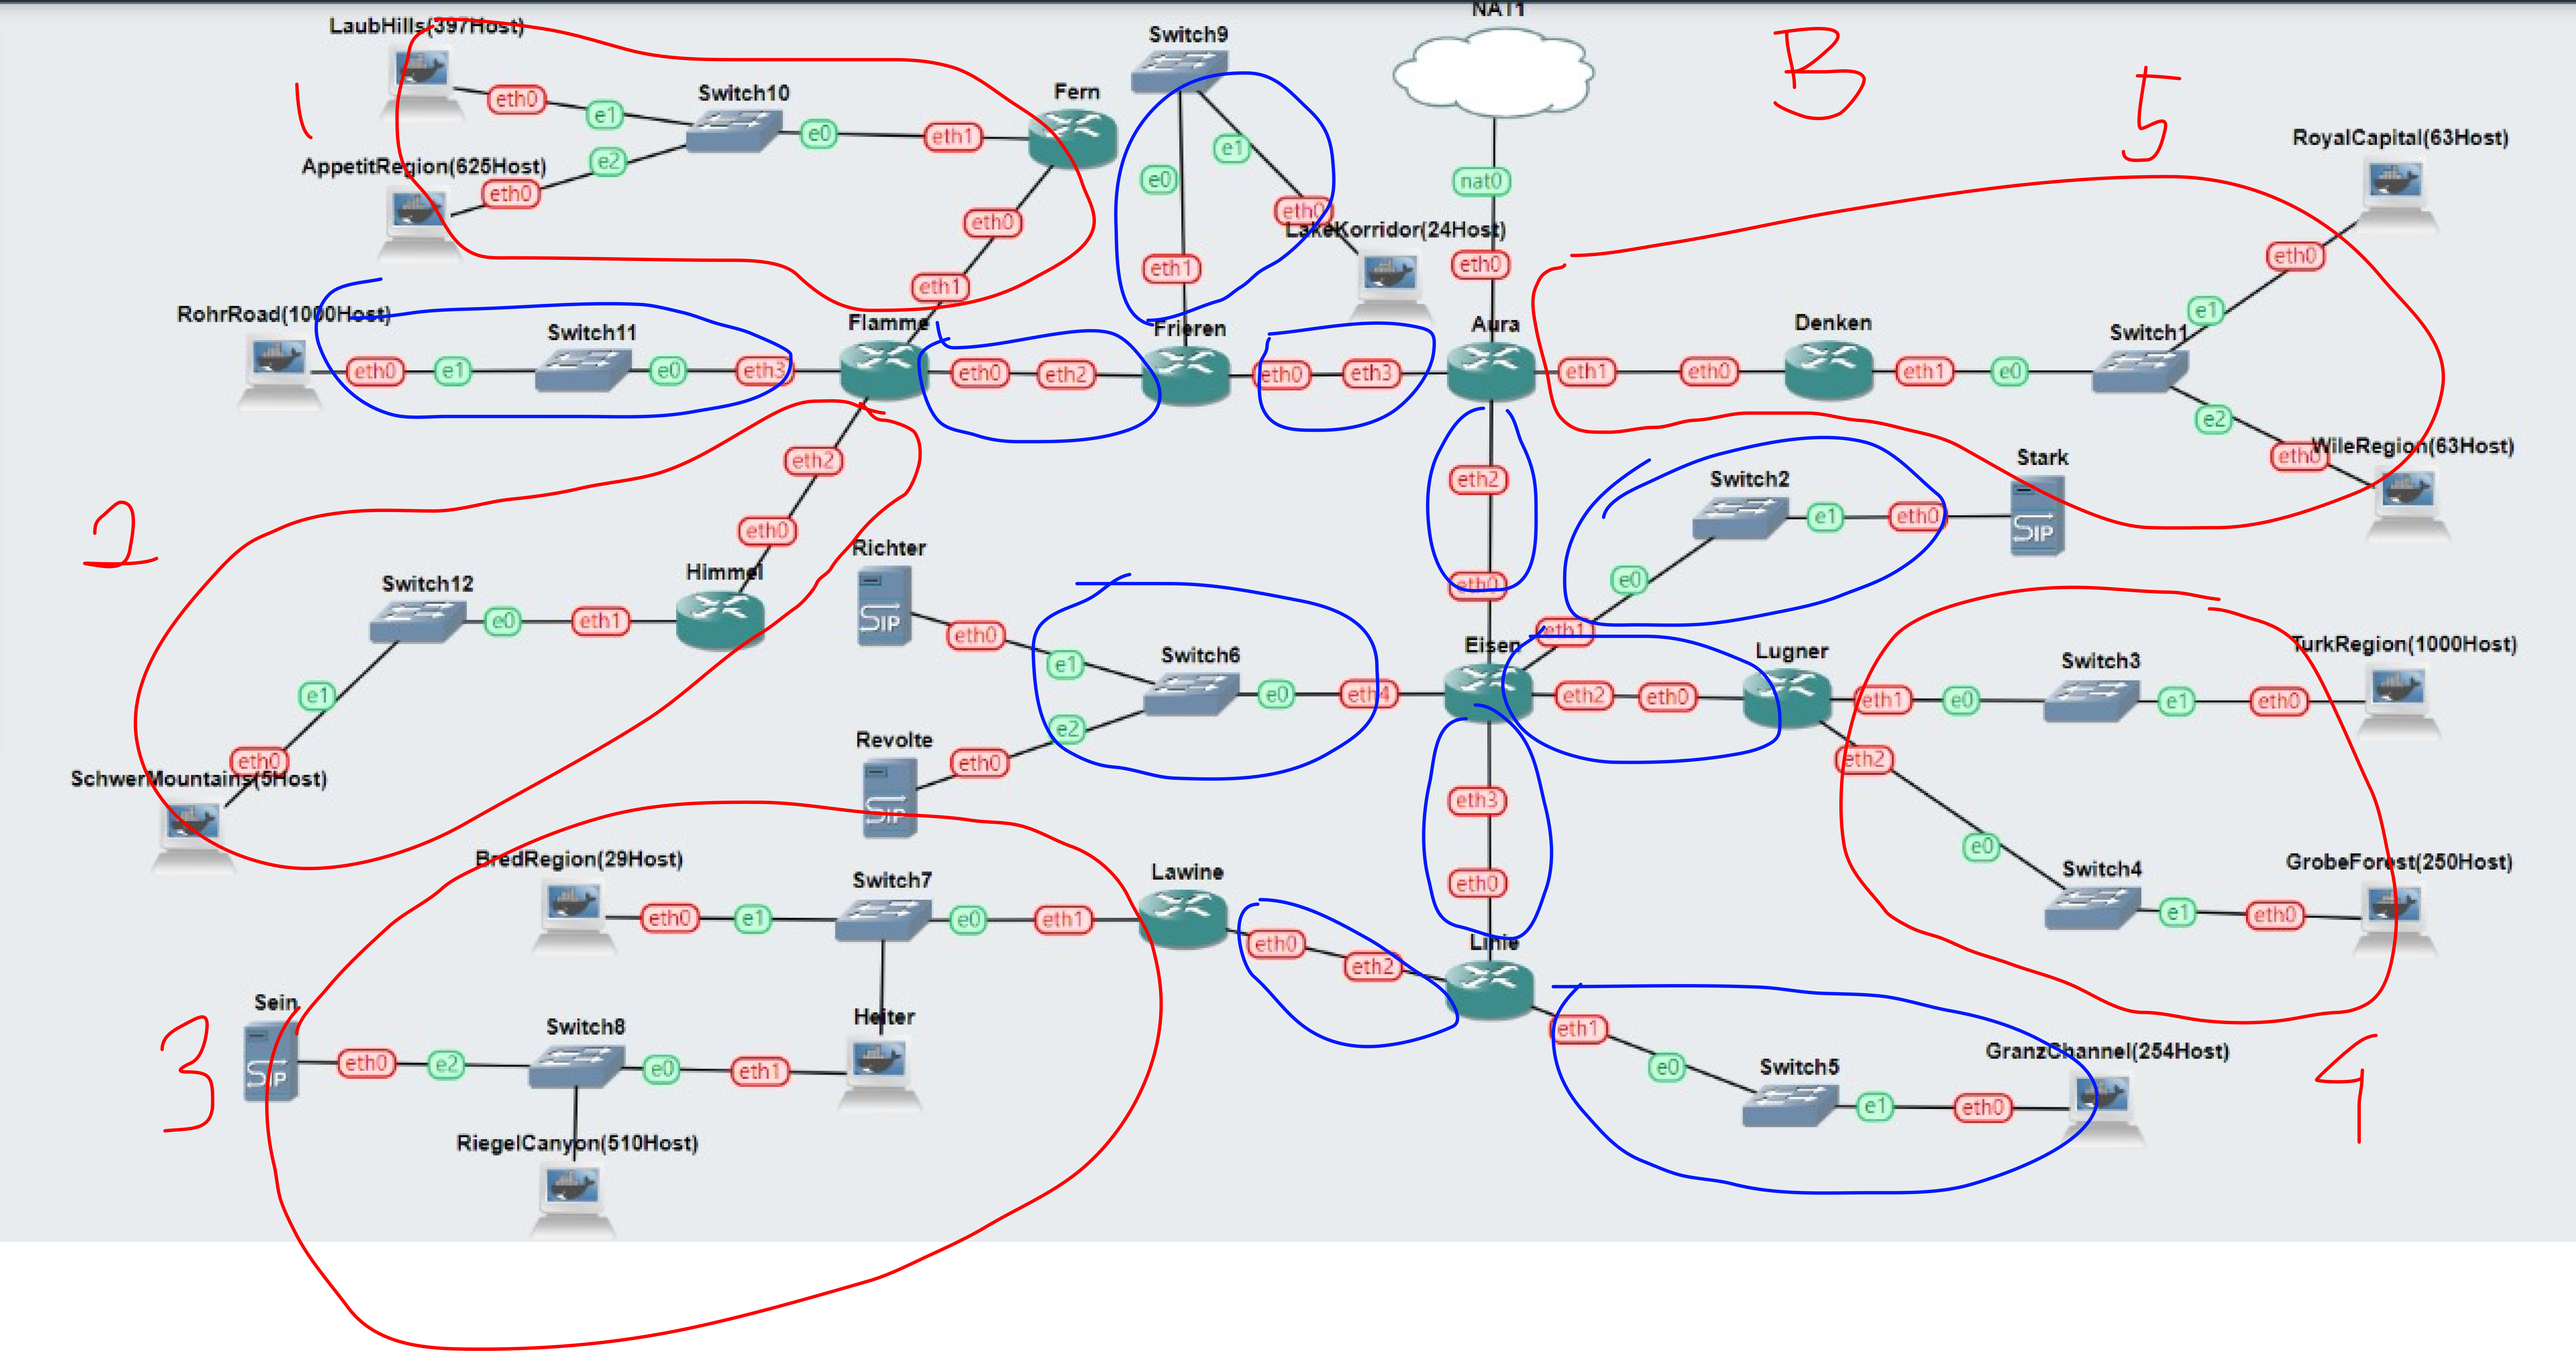 NAT1
B
LaubHills(397Host)
Switch9
5
1
eth0
e1
Switch10
Fern
e0
eth1
AppetitRegion(625Host)
e2
eth0
e0
e1
eth0
nat0
RoyalCapital(63Host)
eth0
eth1
eth1
LakeKorridor(24Host)
eth0
eth0
e1
RohrRoad(1000Host)
Switch11
Flamme
Frieren
Aura
Denken
Switch1
eth0
e1
e0
eth3
eth0
eth2
eth0
eth3
eth1
eth0
eth1
e0
e2
eth0
WileRegion(63Host)
eth2
eth2
Switch2
Stark
2
eth0
e1
eth0
Richter
Switch12
Himmel
eth0
e0
e0
eth1
eth0
SIP
eth1
SIP
e1
Switch6
Eisen
Lugner
Switch3
TurkRegion(1000Host)
e1
e0
eth4
eth2
eth0
eth1
e0
e1
eth0
Revolte
e2
eth0
eth0
eth2
SchwerMountains(5Host)
SIP
eth3
e0
BredRegion(29Host)
Switch7
Lawine
Switch4
GrobeForest(250Host)
eth0
e1
e0
eth1
eth0
e1
eth0
eth0
eth2
Linie
Sein
Switch8
Heiter
eth1
3
SIP
eth0
e2
e0
eth1
e0
Switch5
GranzChannel(254Host)
4
e1
eth0
RiegelCanyon(510Host)